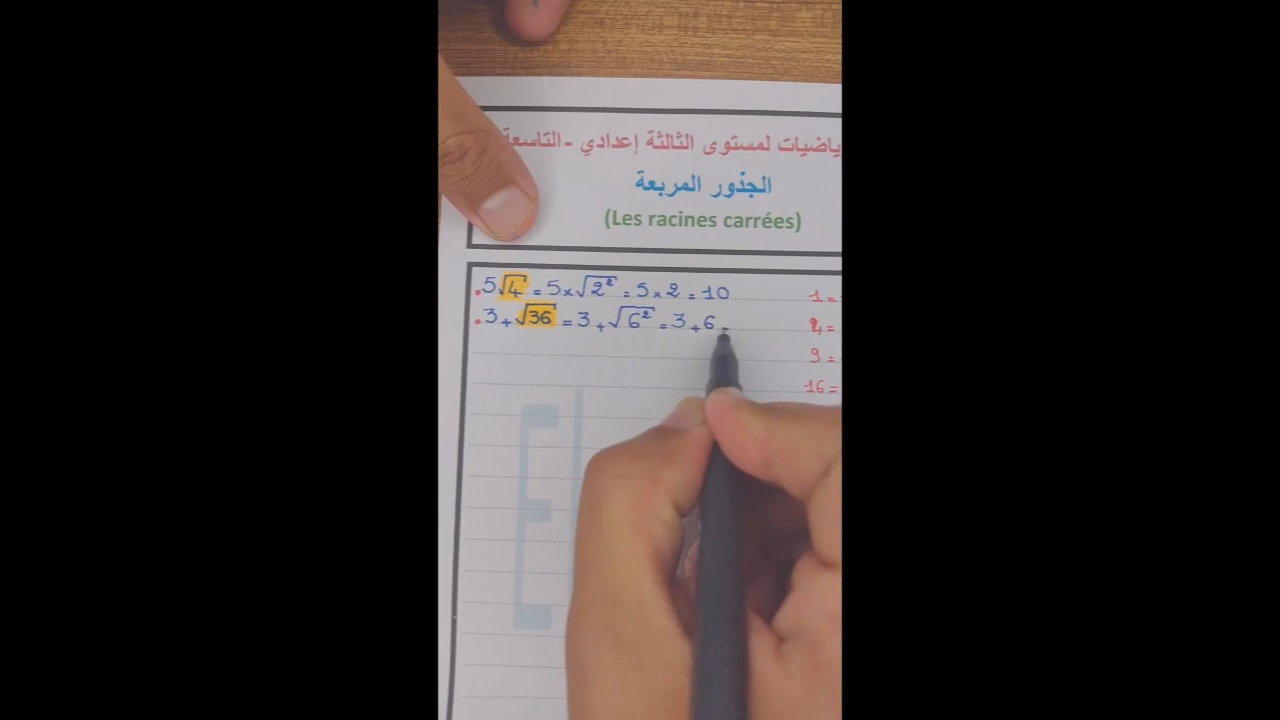 ياضيات لمستوى الثالثة إعدادي - التاسعة
الجذور المربعة
(Les racines carrées)
.5√4 = 5×√2² = 5×2 = 10
.3+√36 = 3+√6² = 3+6
1=
4=
9=
16=